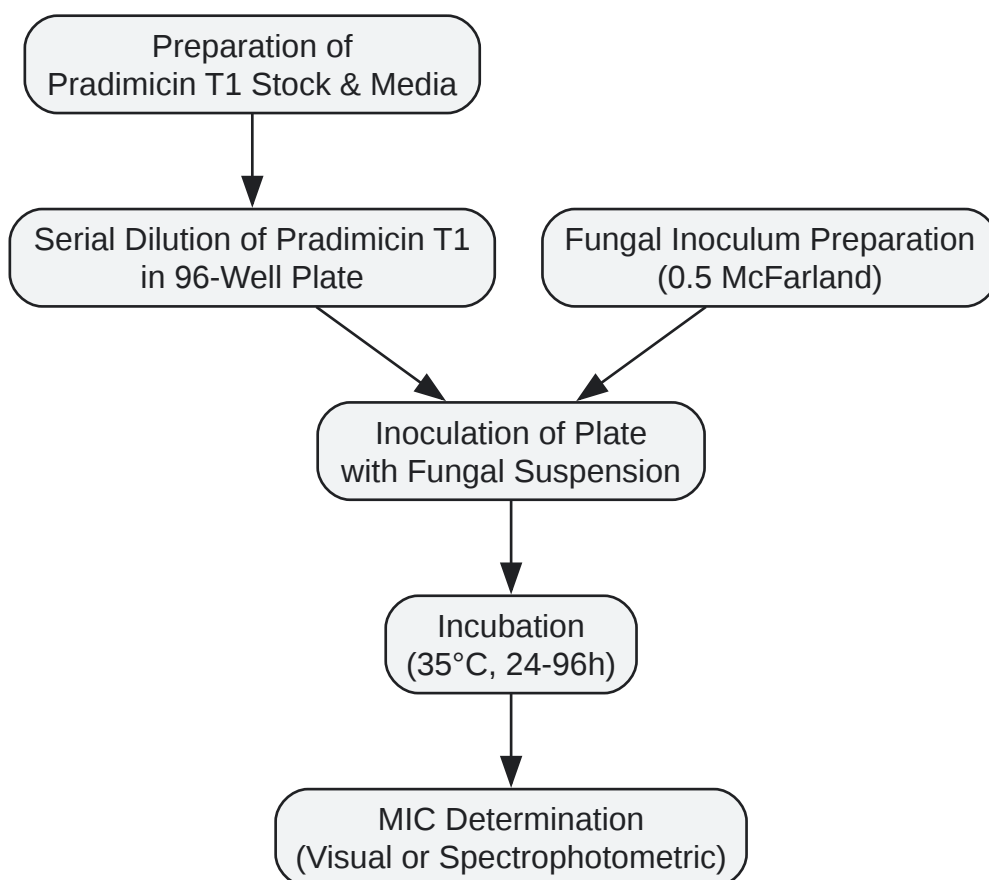 Preparation of
Pradimicin T1 Stock & Media
Serial Dilution of Pradimicin T1
in 96-Well Plate
Fungal Inoculum Preparation
(0.5 McFarland)
Inoculation of Plate
with Fungal Suspension
Incubation
(35°C, 24-96h)
MIC Determination
(Visual or Spectrophotometric)